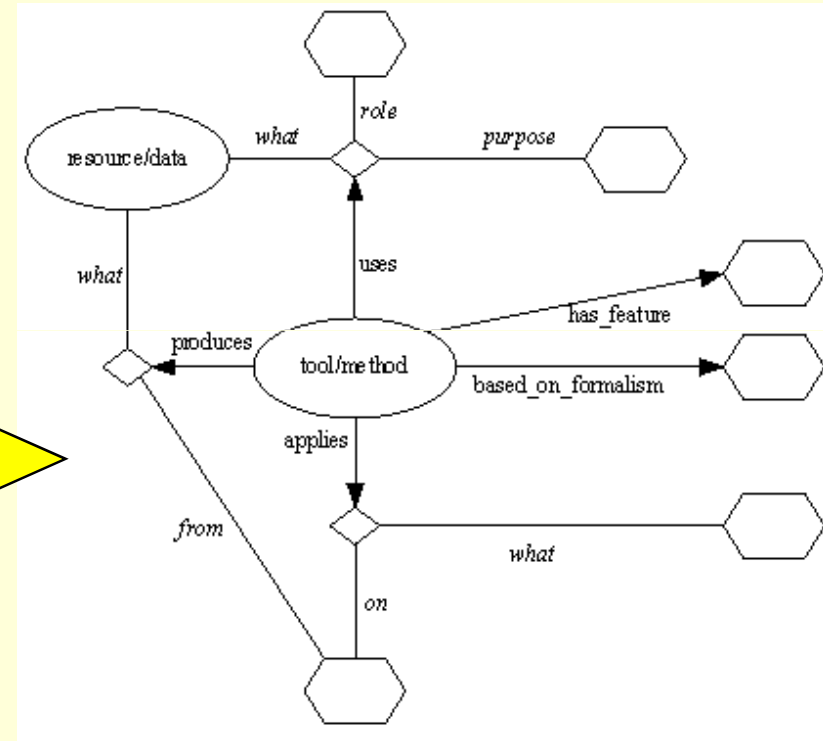 role
what
purpose
resource/data
what
uses
has_feature
produces
tool/method
based_on_formalism
applies
from
what
on